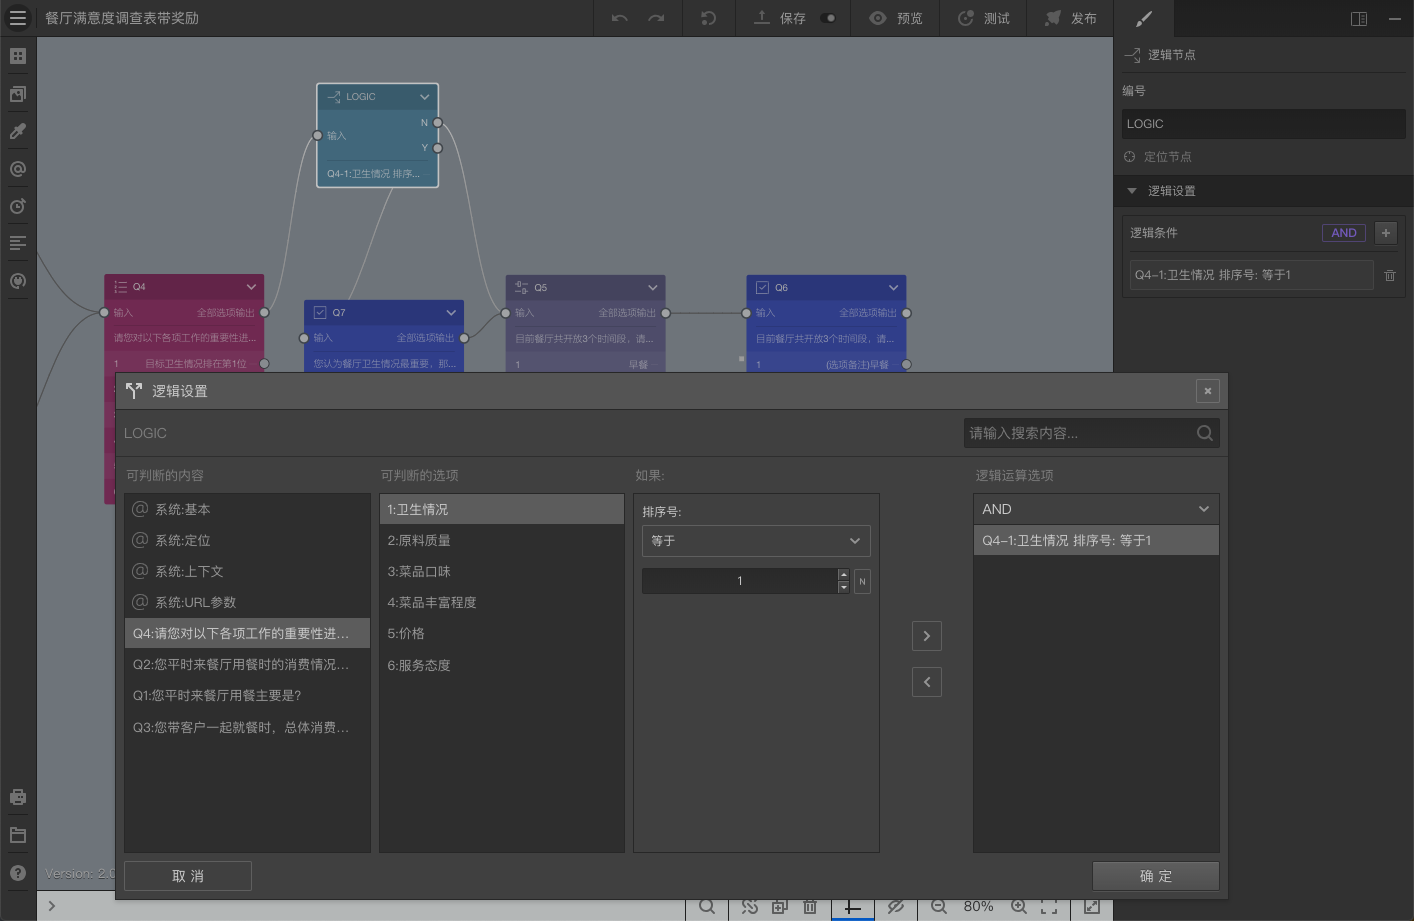 餐厅满意度调查表带奖励
保存
预览
测试
发布
逻辑节点
编号
LOGIC
定位节点
逻辑设置
逻辑条件
AND
Q4-1:卫生情况 排序号: 等于1
LOGIC
N
输入
Y
Q4-1:卫生情况 排序...
Q4
输入
全部选项输出
请您对以下各项工作的重要性进...
1
目标卫生情况排在第1位
Q7
输入
全部选项输出
您认为餐厅卫生情况最重要，那...
Q5
输入
全部选项输出
目前餐厅共开放3个时间段，请...
1
早餐
Q6
输入
全部选项输出
目前餐厅共开放3个时间段，请...
1
(选项备注)早餐
逻辑设置
LOGIC
请输入搜索内容...
可判断的内容
可判断的选项
如果:
逻辑运算选项
@ 系统:基本
@ 系统:定位
@ 系统:上下文
@ 系统:URL参数
Q4:请您对以下各项工作的重要性进...
Q2:您平时来餐厅用餐时的消费情况...
Q1:您平时来餐厅用餐主要是?
Q3:您带客户一起就餐时，总体消费...
1:卫生情况
2:原料质量
3:菜品口味
4:菜品丰富程度
5:价格
6:服务态度
排序号:
等于
1
N
AND
Q4-1:卫生情况 排序号: 等于1
取 消
确 定
Version: 2.0
80%